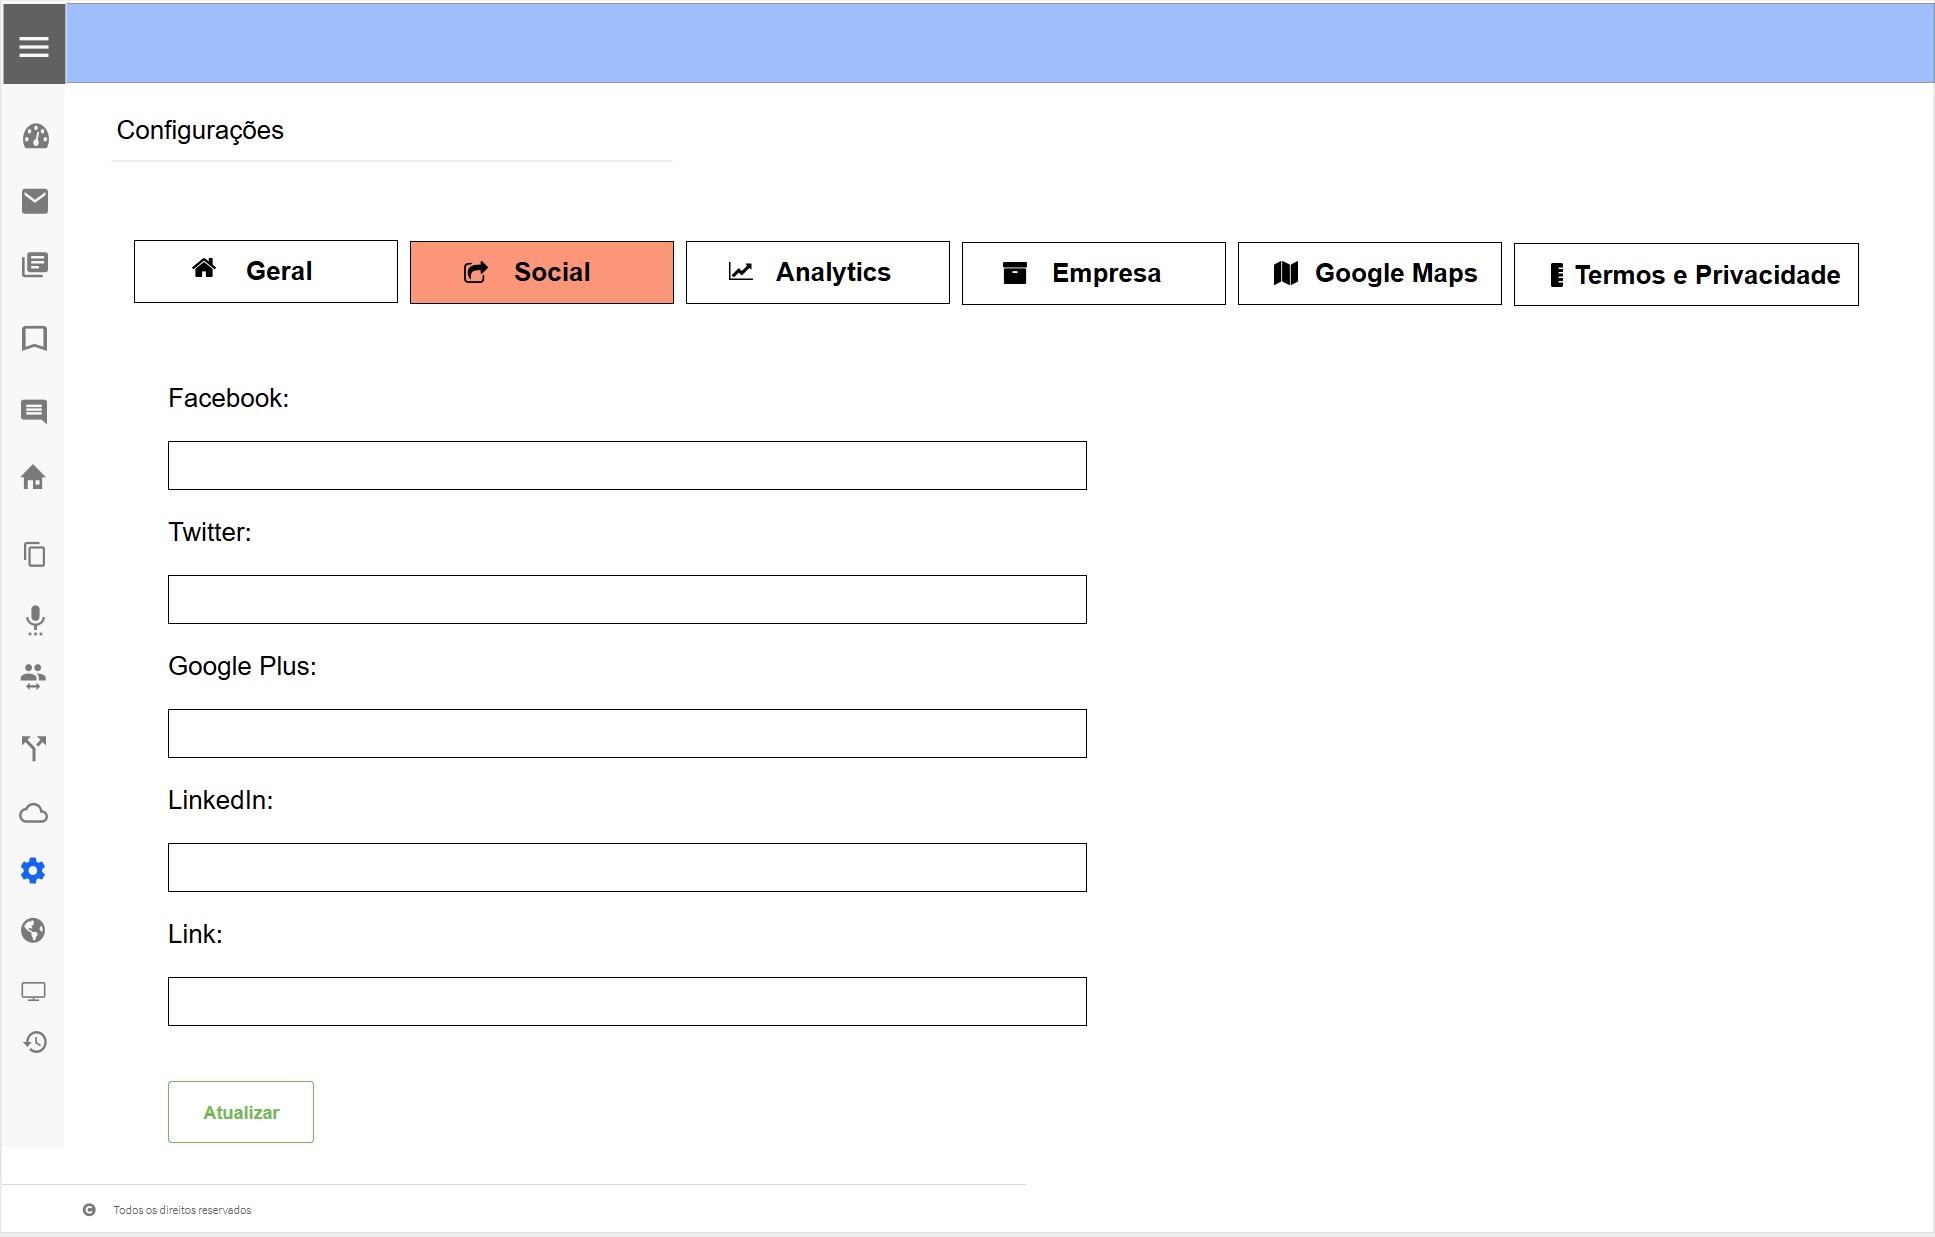 Configurações
Geral
Social
Analytics
Empresa
Google Maps
Termos e Privacidade
Facebook:
Twitter:
Google Plus:
LinkedIn:
Link:
Atualizar
Todos os direitos reservados